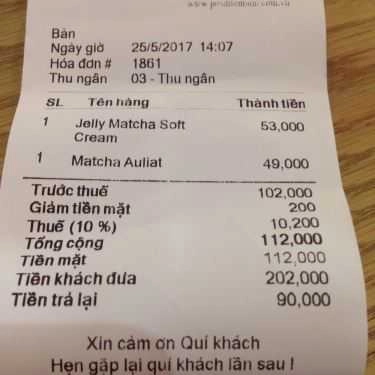 Bàn
Ngày giờ 25/5/2017 14:07
Hóa đơn # 1861
Thu ngân 03 - Thu ngân
SL Tên hàng Thành tiền
1 Jelly Matcha Soft 53,000
Cream
1 Matcha Auliat 49,000
Trước thuế 102,000
Giảm tiền mặt 200
Thuế (10 %) 10,200
Tổng cộng 112,000
Tiền mặt 112,000
Tiền khách đưa 202,000
Tiền trả lại 90,000
Xin cảm ơn Quí khách
Hẹn gặp lại quí khách lần sau !